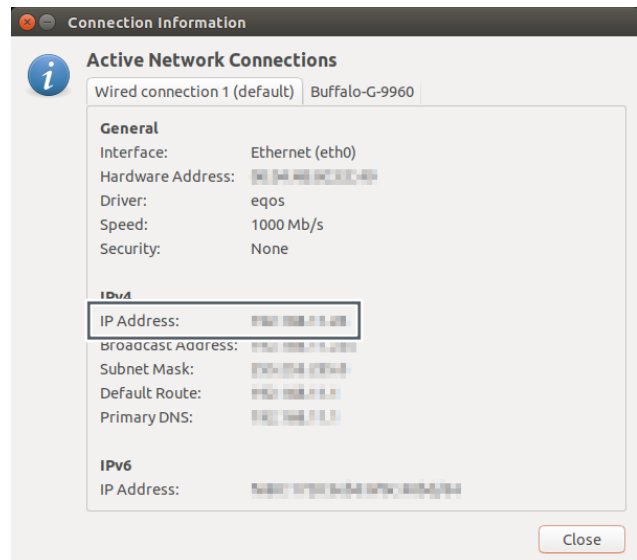 Connection Information
Active Network Connections
Wired connection 1 (default) Buffalo-G-9960
General
Interface: Ethernet (eth0)
Hardware Address:
Driver: eqos
Speed: 1000 Mb/s
Security: None
IPv4
IP Address:
Broadcast Address:
Subnet Mask:
Default Route:
Primary DNS:
IPv6
IP Address:
Close